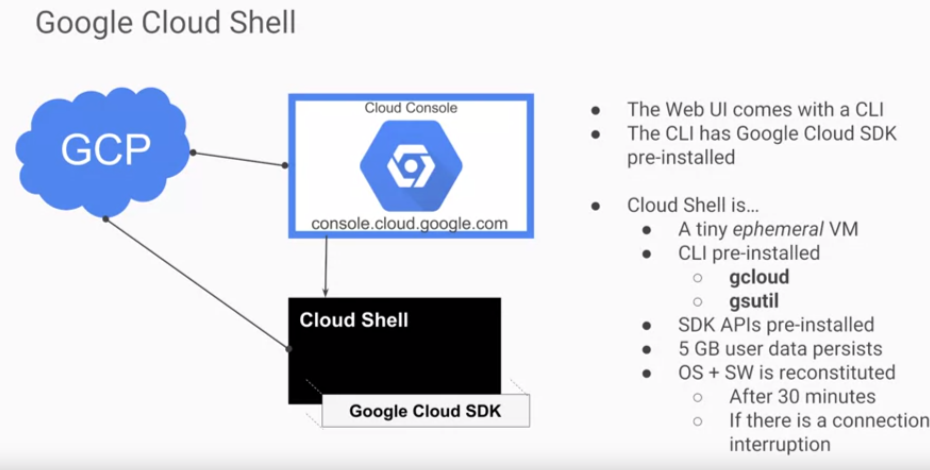 Google Cloud Shell
GCP
Cloud Console
console.cloud.google.com
Cloud Shell
Google Cloud SDK
● The Web UI comes with a CLI
● The CLI has Google Cloud SDK
pre-installed
● Cloud Shell is…
● A tiny ephemeral VM
● CLI pre-installed
○ gcloud
○ gsutil
● SDK APIs pre-installed
● 5 GB user data persists
● OS + SW is reconstituted
○ After 30 minutes
○ If there is a connection
interruption